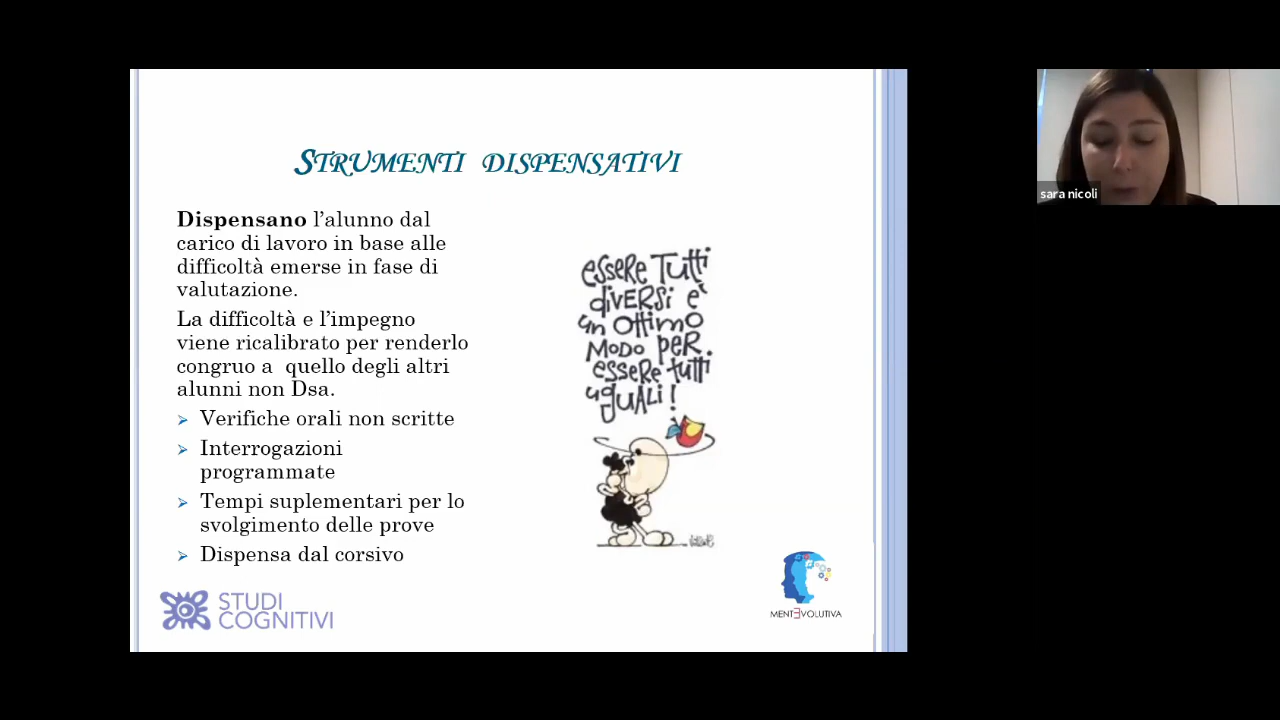 STRUMENTI DISPENSATIVI
Dispensano l'alunno dal
carico di lavoro in base alle
difficoltà emerse in fase di
valutazione.
La difficoltà e l'impegno
viene ricalibrato per renderlo
congruo a quello degli altri
alunni non Dsa.
Verifiche orali non scritte
Interrogazioni
programmate
Tempi suplementari per lo
svolgimento delle prove
Dispensa dal corsivo
essere Tutti
diversi e'
un ottimo
modo per
essere tutti
uguali!
STUDI
COGNITIVI
MENTEVOLUTIVA
sara nicoli